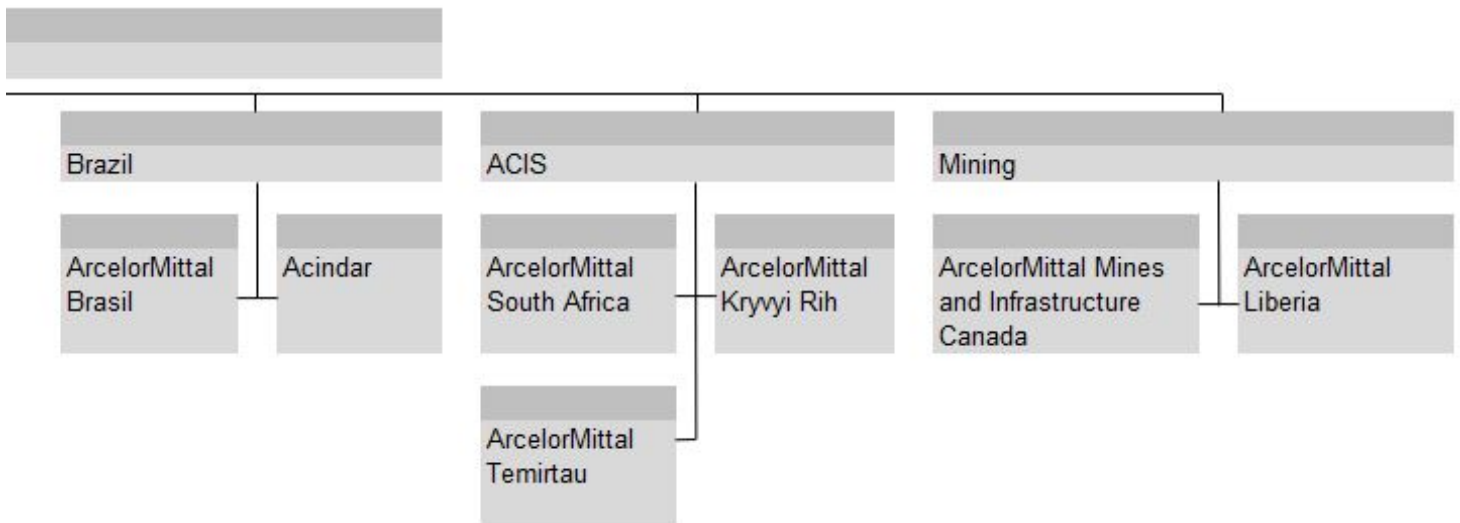 Brazil
ACIS
Mining
ArcelorMittal
Brasil
Acindar
ArcelorMittal
South Africa
ArcelorMittal
Kryvyi Rih
ArcelorMittal Mines
and Infrastructure
Canada
ArcelorMittal
Liberia
ArcelorMittal
Temirtau